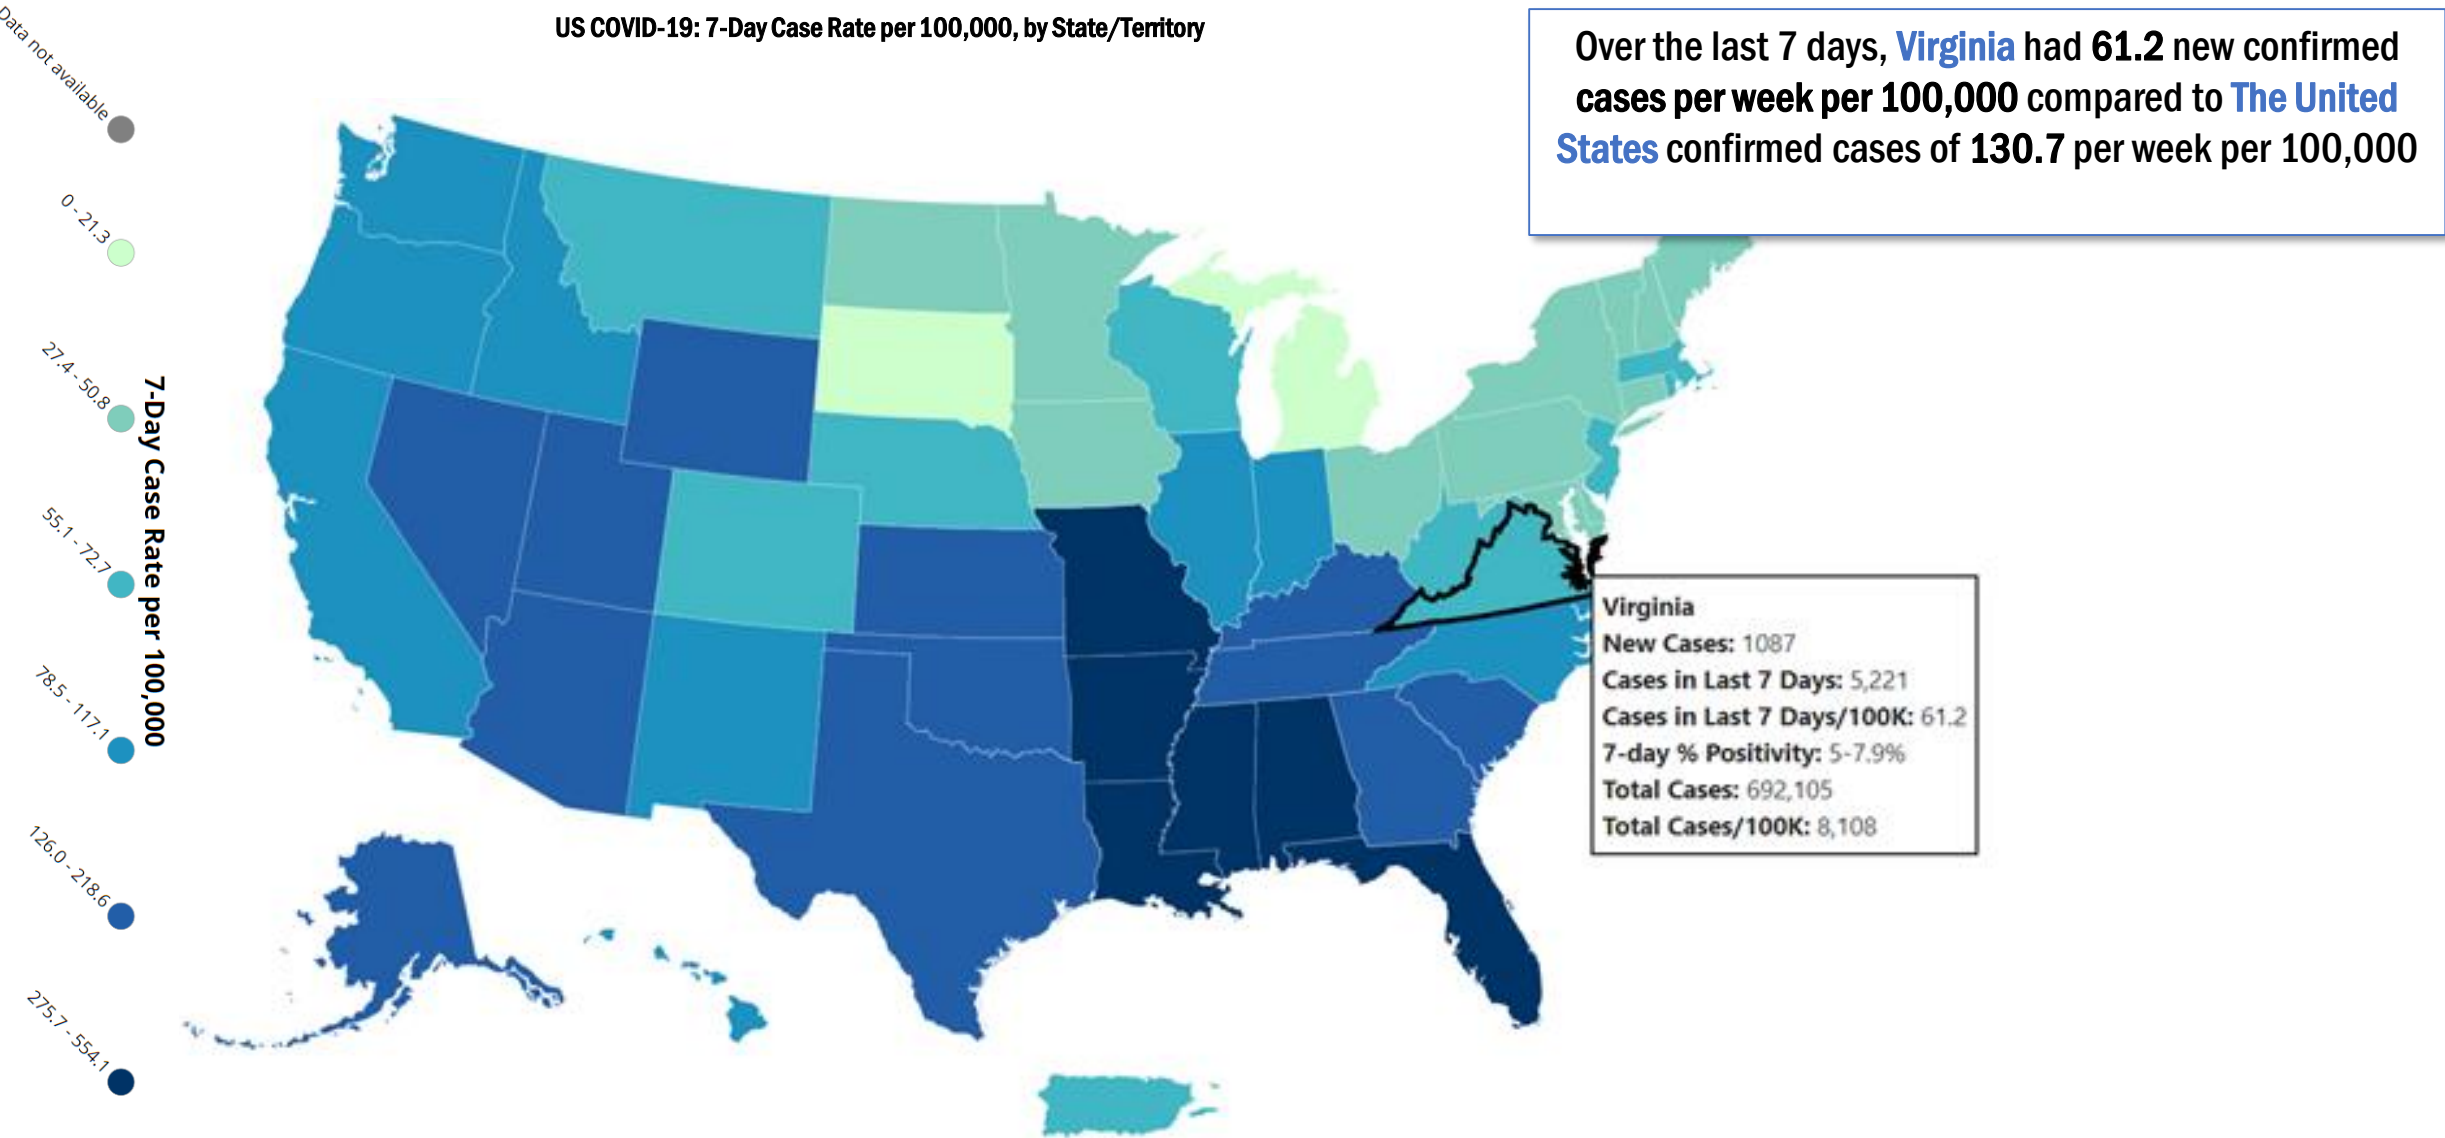 US COVID-19: 7-Day Case Rate per 100,000, by State/Territory
Over the last 7 days, Virginia had 61.2 new confirmed
cases per week per 100,000 compared to The United
States confirmed cases of 130.7 per week per 100,000
Data not available
0 - 21.3
27.4 - 50.8
55.1 - 72.7
78.5 - 117.1
126.0 - 218.6
275.7 - 554.1
7-Day Case Rate per 100,000
Virginia
New Cases: 1087
Cases in Last 7 Days: 5,221
Cases in Last 7 Days/100K: 61.2
7-day % Positivity: 5-7.9%
Total Cases: 692,105
Total Cases/100K: 8,108